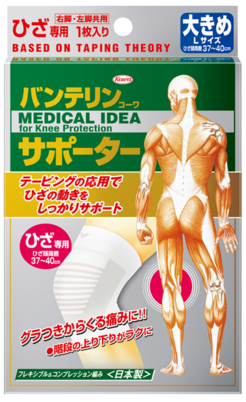 ひざ専用
右脚・左脚共用
1枚入り
BASED ON TAPING THEORY
大きめ
Lサイズ
ひざ頭周囲 37～40cm
Kowa
バンテリンコーワ
MEDICAL IDEA
for Knee Protection
サポーター
テーピングの応用で
ひざの動きを
しっかりサポート
ひざ専用
ひざ頭周囲
37～40cm
グラつきからくる痛みに!!
●階段の上り下りがラクに
フレキシブル&コンプレッション編み
<日本製>